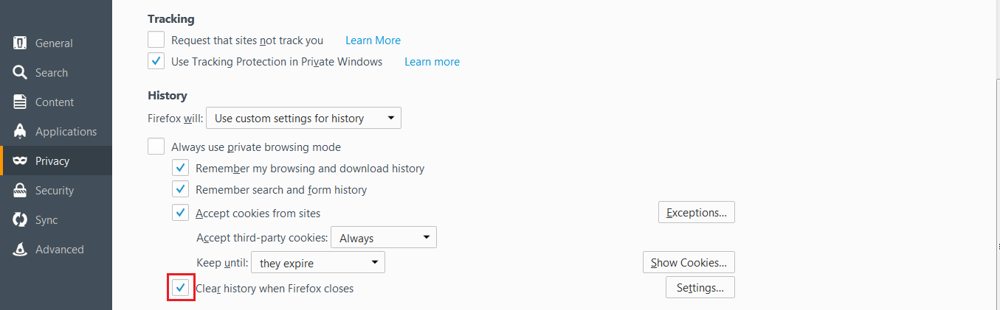 Tracking
Request that sites not track you Learn More
Use Tracking Protection in Private Windows Learn more
History
Firefox will: Use custom settings for history
Always use private browsing mode
Remember my browsing and download history
Remember search and form history
Accept cookies from sites Exceptions...
Accept third-party cookies: Always
Keep until: they expire Show Cookies...
Clear history when Firefox closes Settings...
General
Search
Content
Applications
Privacy
Security
Sync
Advanced